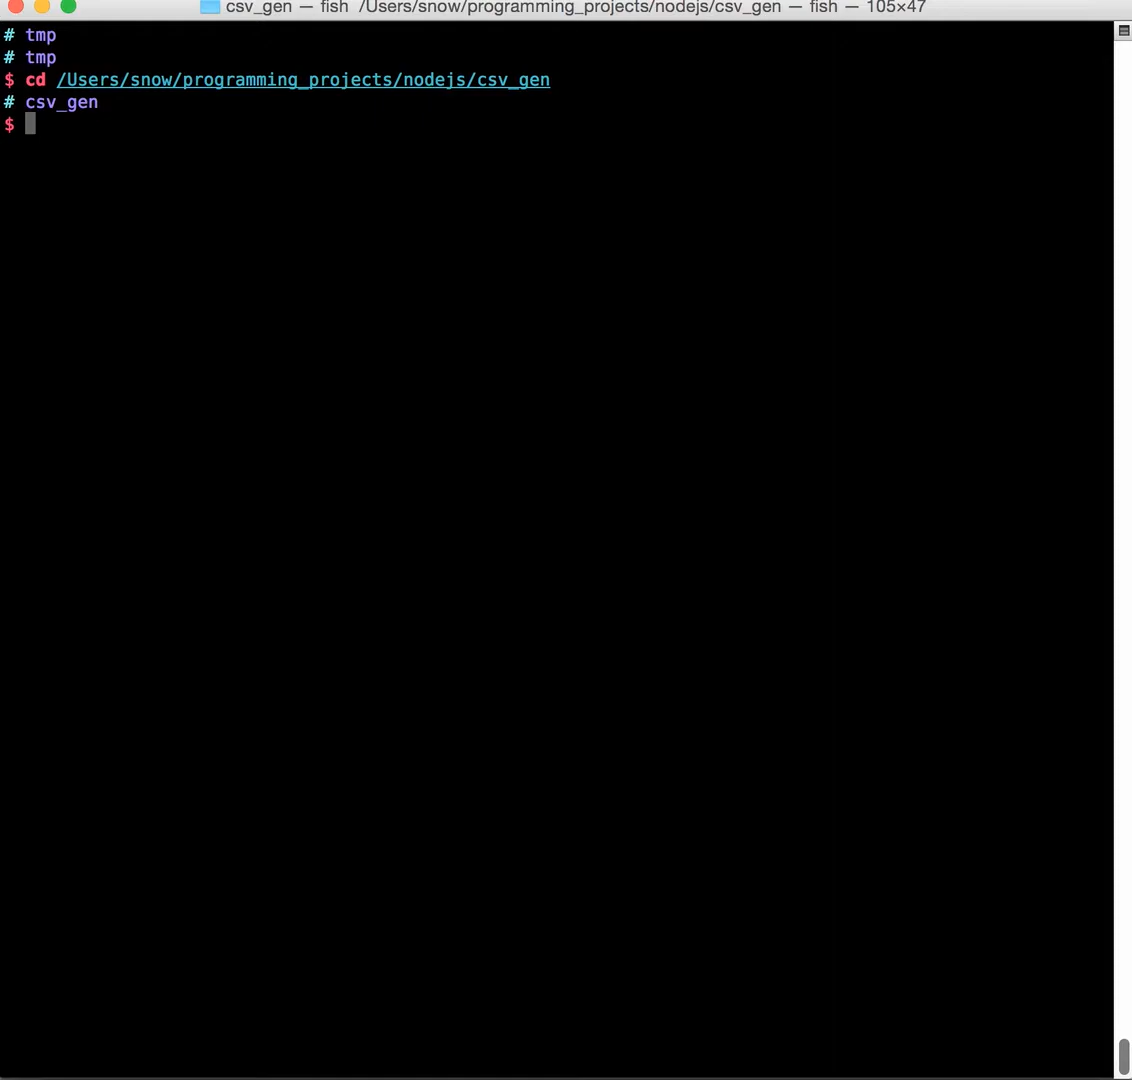 csv_gen — fish  /Users/snow/programming_projects/nodejs/csv_gen — fish — 105×47
# tmp
# tmp
$ cd /Users/snow/programming_projects/nodejs/csv_gen
# csv_gen
$